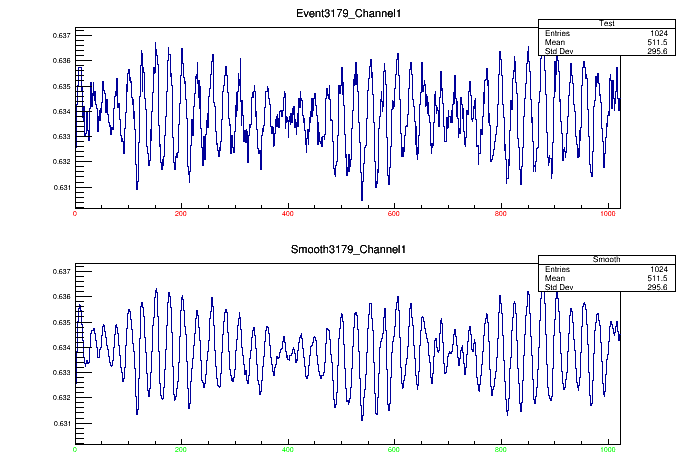 Event3179_Channel1
Test
Entries 1024
Mean 511.5
Std Dev 295.6
0.637
0.636
0.635
0.634
0.633
0.632
0.631
0 200 400 600 800 1000
Smooth3179_Channel1
Smooth
Entries 1024
Mean 511.5
Std Dev 295.6
0.637
0.636
0.635
0.634
0.633
0.632
0.631
0 200 400 600 800 1000